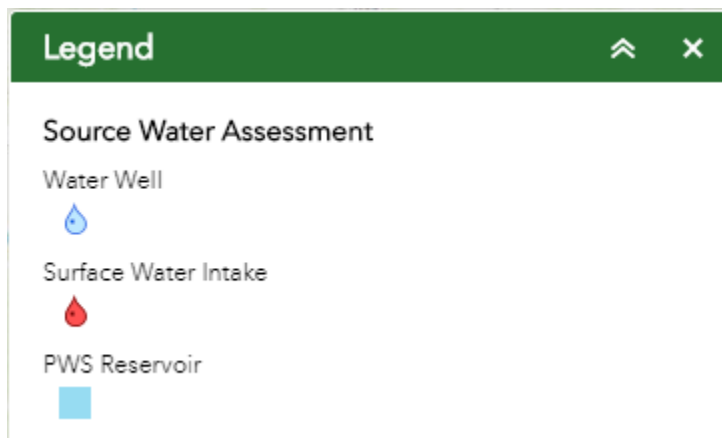 Legend
Source Water Assessment
Water Well
Surface Water Intake
PWS Reservoir